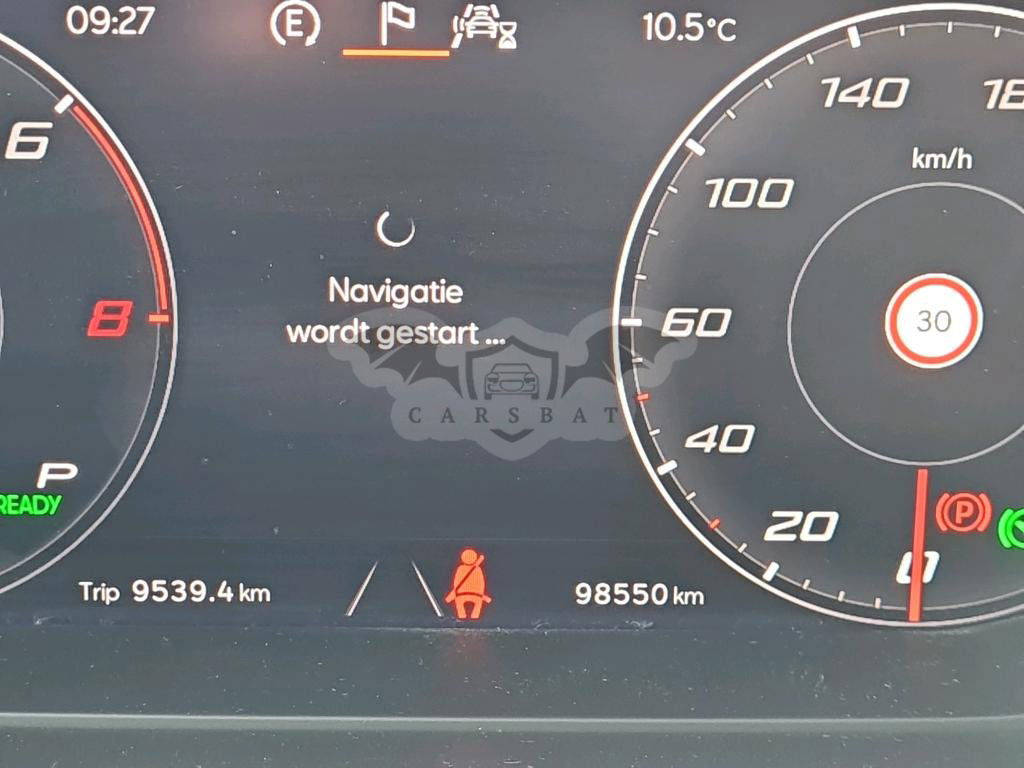 09:27
E
10.5°C
6
8
P
READY
Navigatie
wordt gestart ...
CARSBAT
140
100
km/h
60
30
40
20
0
P
Trip 9539.4 km
98550 km